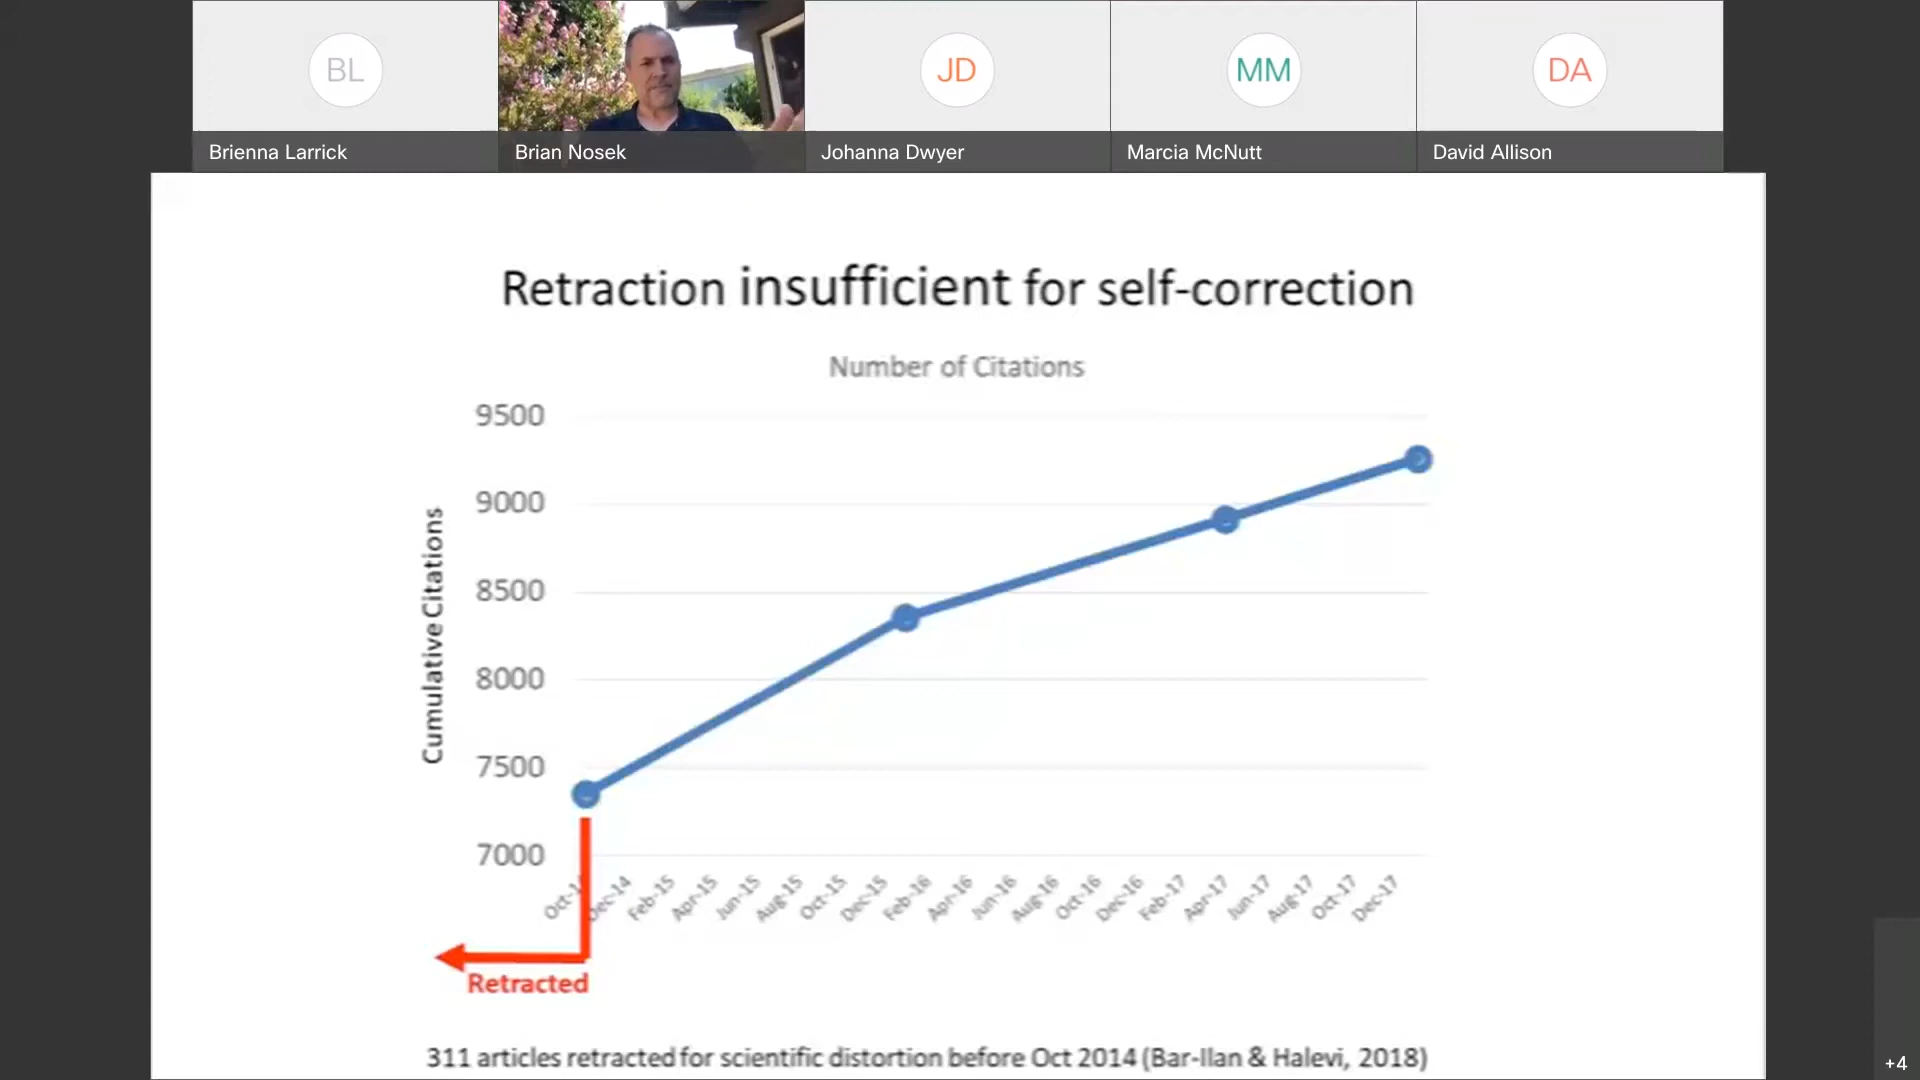 BL
JD
MM
DA
Brienna Larrick
Brian Nosek
Johanna Dwyer
Marcia McNutt
David Allison
Retraction insufficient for self-correction
Number of Citations
9500
9000
8500
8000
7500
7000
Cumulative Citations
Oct-1
Dec-14
Feb-15
Apr-15
Jun-15
Aug-15
Oct-15
Dec-15
Feb-16
Apr-16
Jun-16
Aug-16
Oct-16
Dec-16
Feb-17
Apr-17
Jun-17
Aug-17
Oct-17
Dec-17
Retracted
311 articles retracted for scientific distortion before Oct 2014 (Bar-Ilan & Halevi, 2018)
+4